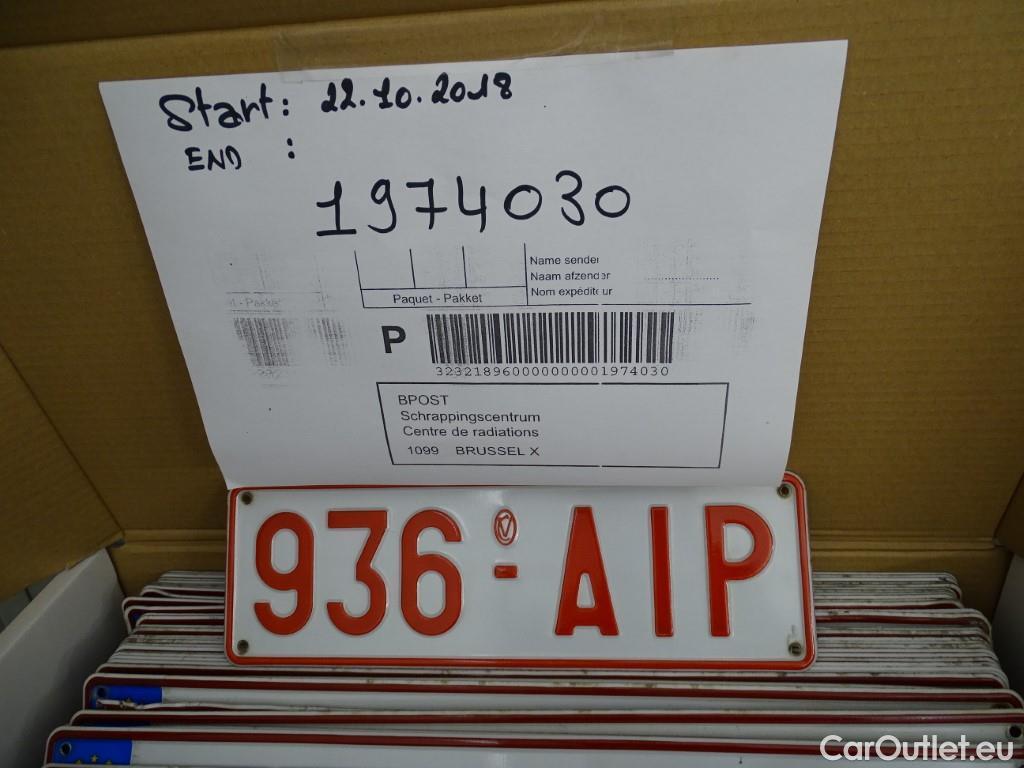 Start: 22.10.2018
END :
1974030
Name sender
Naam afzender
Nom expéditeur
Paquet - Pakket
P
323218960000000001974030
BPOST
Schrappingscentrum
Centre de radiations
1099 BRUSSEL X
936-AIP
CarOutlet.eu